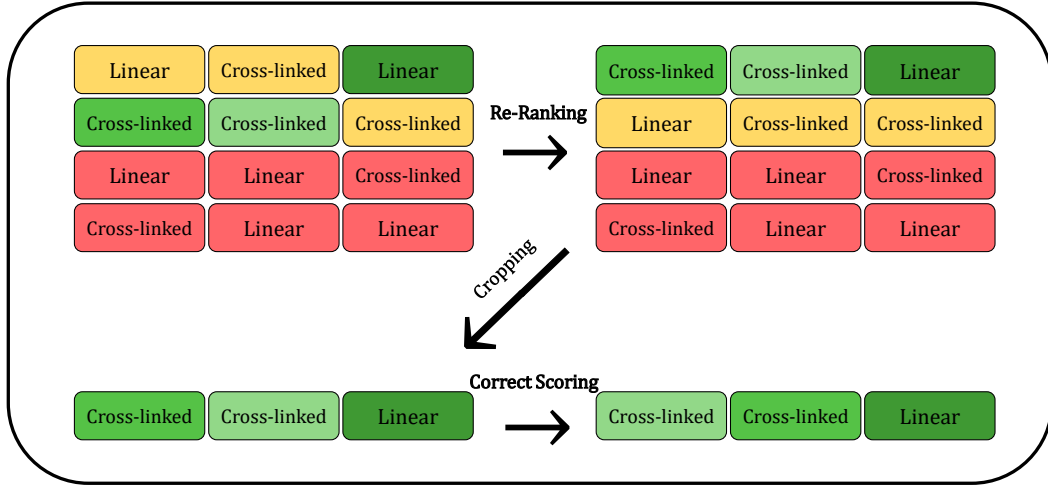 Linear Cross-linked Linear
Cross-linked Cross-linked Cross-linked
Linear Linear Cross-linked
Cross-linked Linear Linear
Re-Ranking
Cross-linked Cross-linked Linear
Linear Cross-linked Cross-linked
Linear Linear Cross-linked
Cross-linked Linear Linear
Cropping
Cross-linked Cross-linked Linear
Correct Scoring
Cross-linked Cross-linked Linear